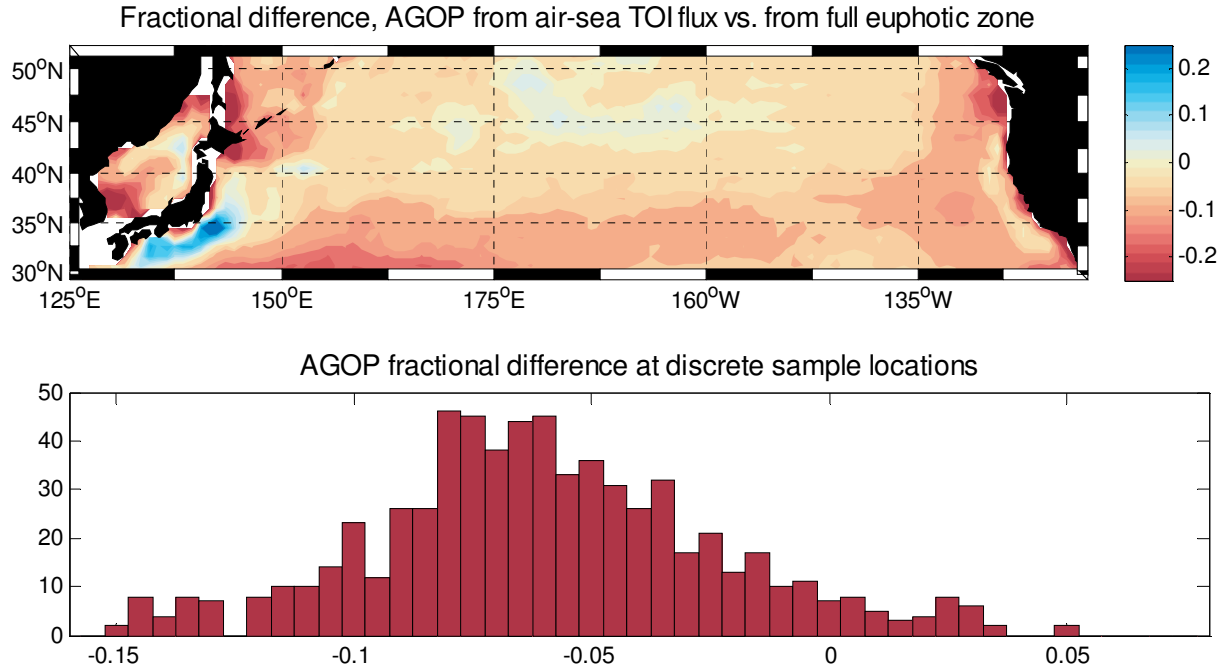 Fractional difference, AGOP from air-sea TOI flux vs. from full euphotic zone
50°N
45°N
40°N
35°N
30°N
125°E
150°E
175°E
160°W
135°W
0.2
0.1
0
-0.1
-0.2
AGOP fractional difference at discrete sample locations
50
40
30
20
10
0
-0.15
-0.1
-0.05
0
0.05